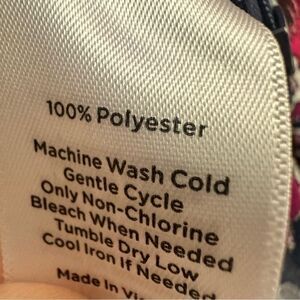 100% Polyester
Machine Wash Cold
Gentle Cycle
Only Non-Chlorine
Bleach When Needed
Tumble Dry Low
Cool Iron If Needed
Made In